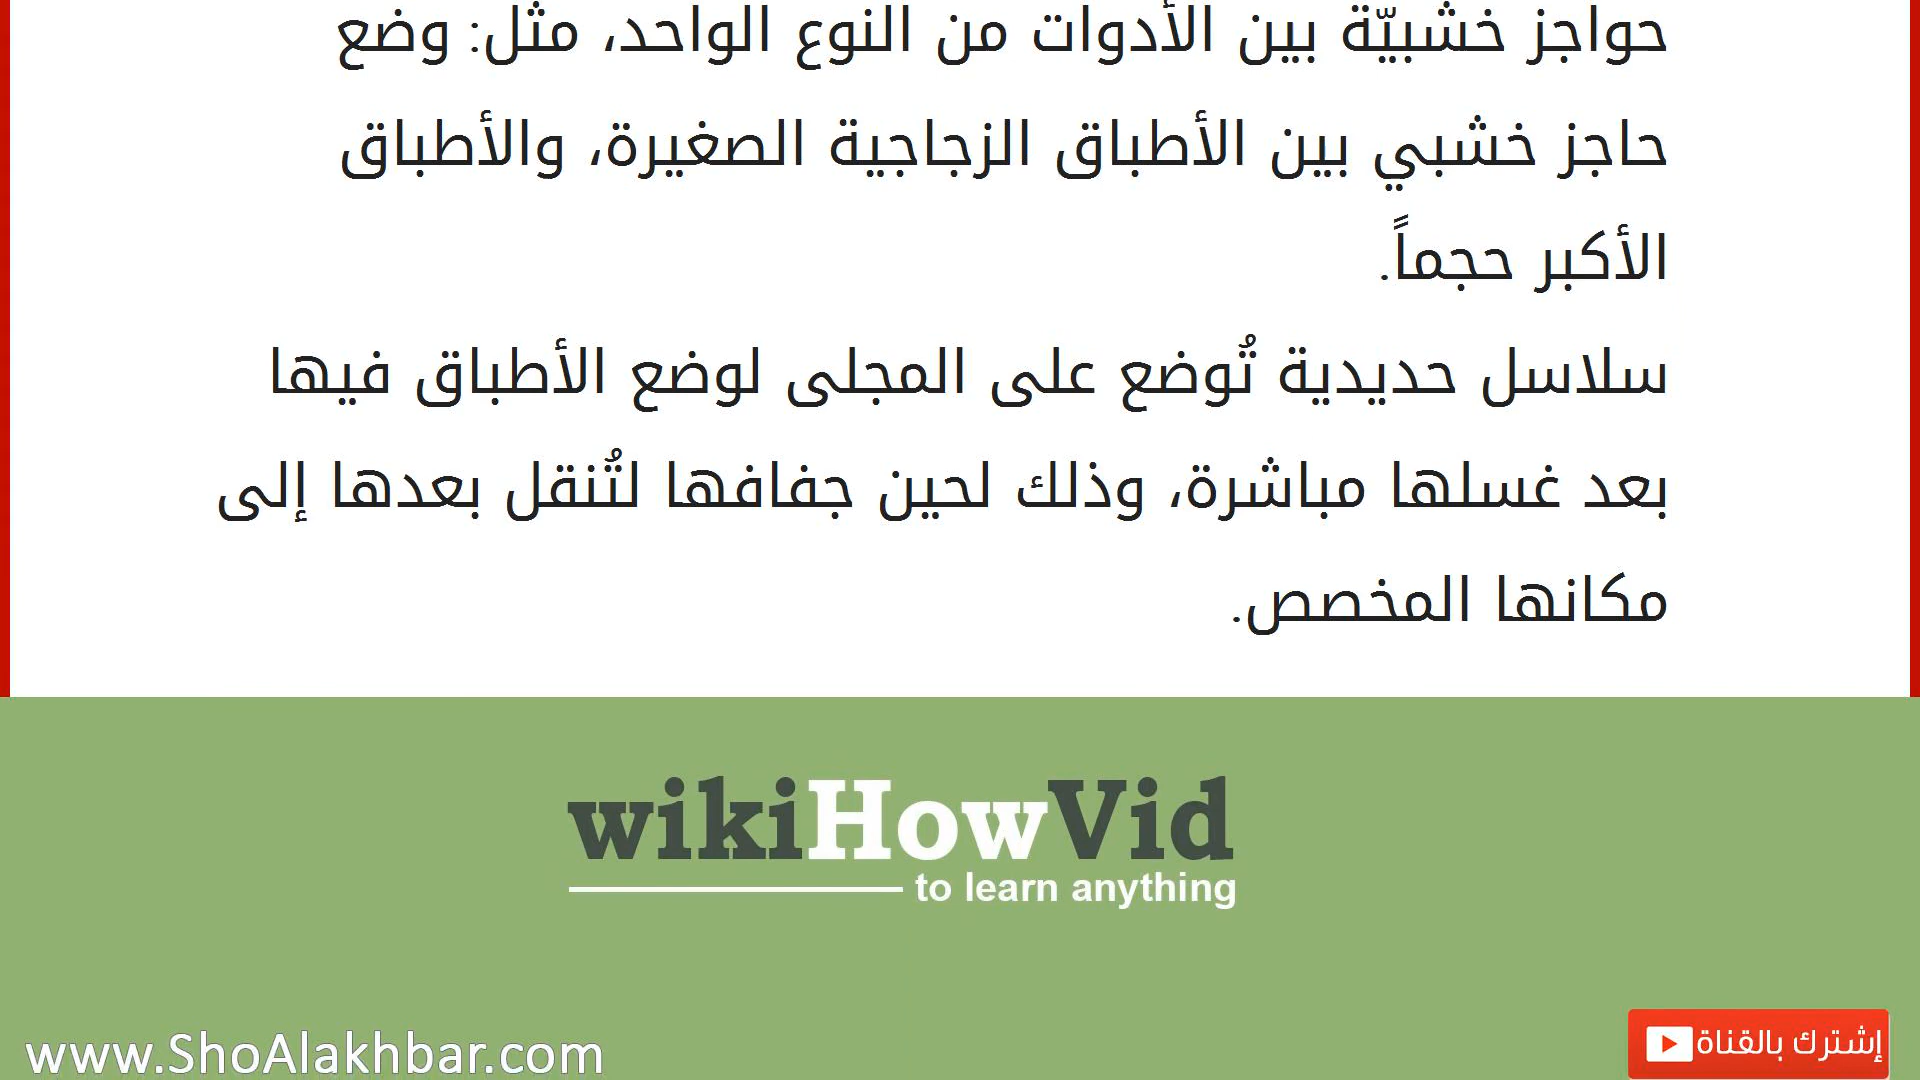 حواجز خشبيّة بين الأدوات من النوع الواحد، مثل: وضع
حاجز خشبي بين الأطباق الزجاجية الصغيرة، والأطباق
الأكبر حجماً.
سلاسل حديدية تُوضع على المجلى لوضع الأطباق فيها
بعد غسلها مباشرة، وذلك لحين جفافها لتُنقل بعدها إلى
مكانها المخصص.
wikiHowVid
to learn anything
www.ShoAlakhbar.com
إشترك بالقناة